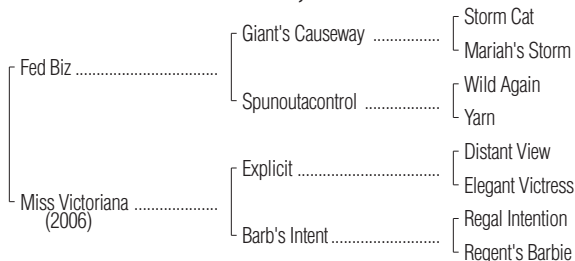 Storm Cat
Giant's Causeway ................
Mariah's Storm
Fed Biz ..................................
Wild Again
Spunoutacontrol ..................
Yarn
Distant View
Explicit ..................................
Elegant Victress
Miss Victoriana ....................
(2006)
Regal Intention
Barb's Intent ..........................
Regent's Barbie